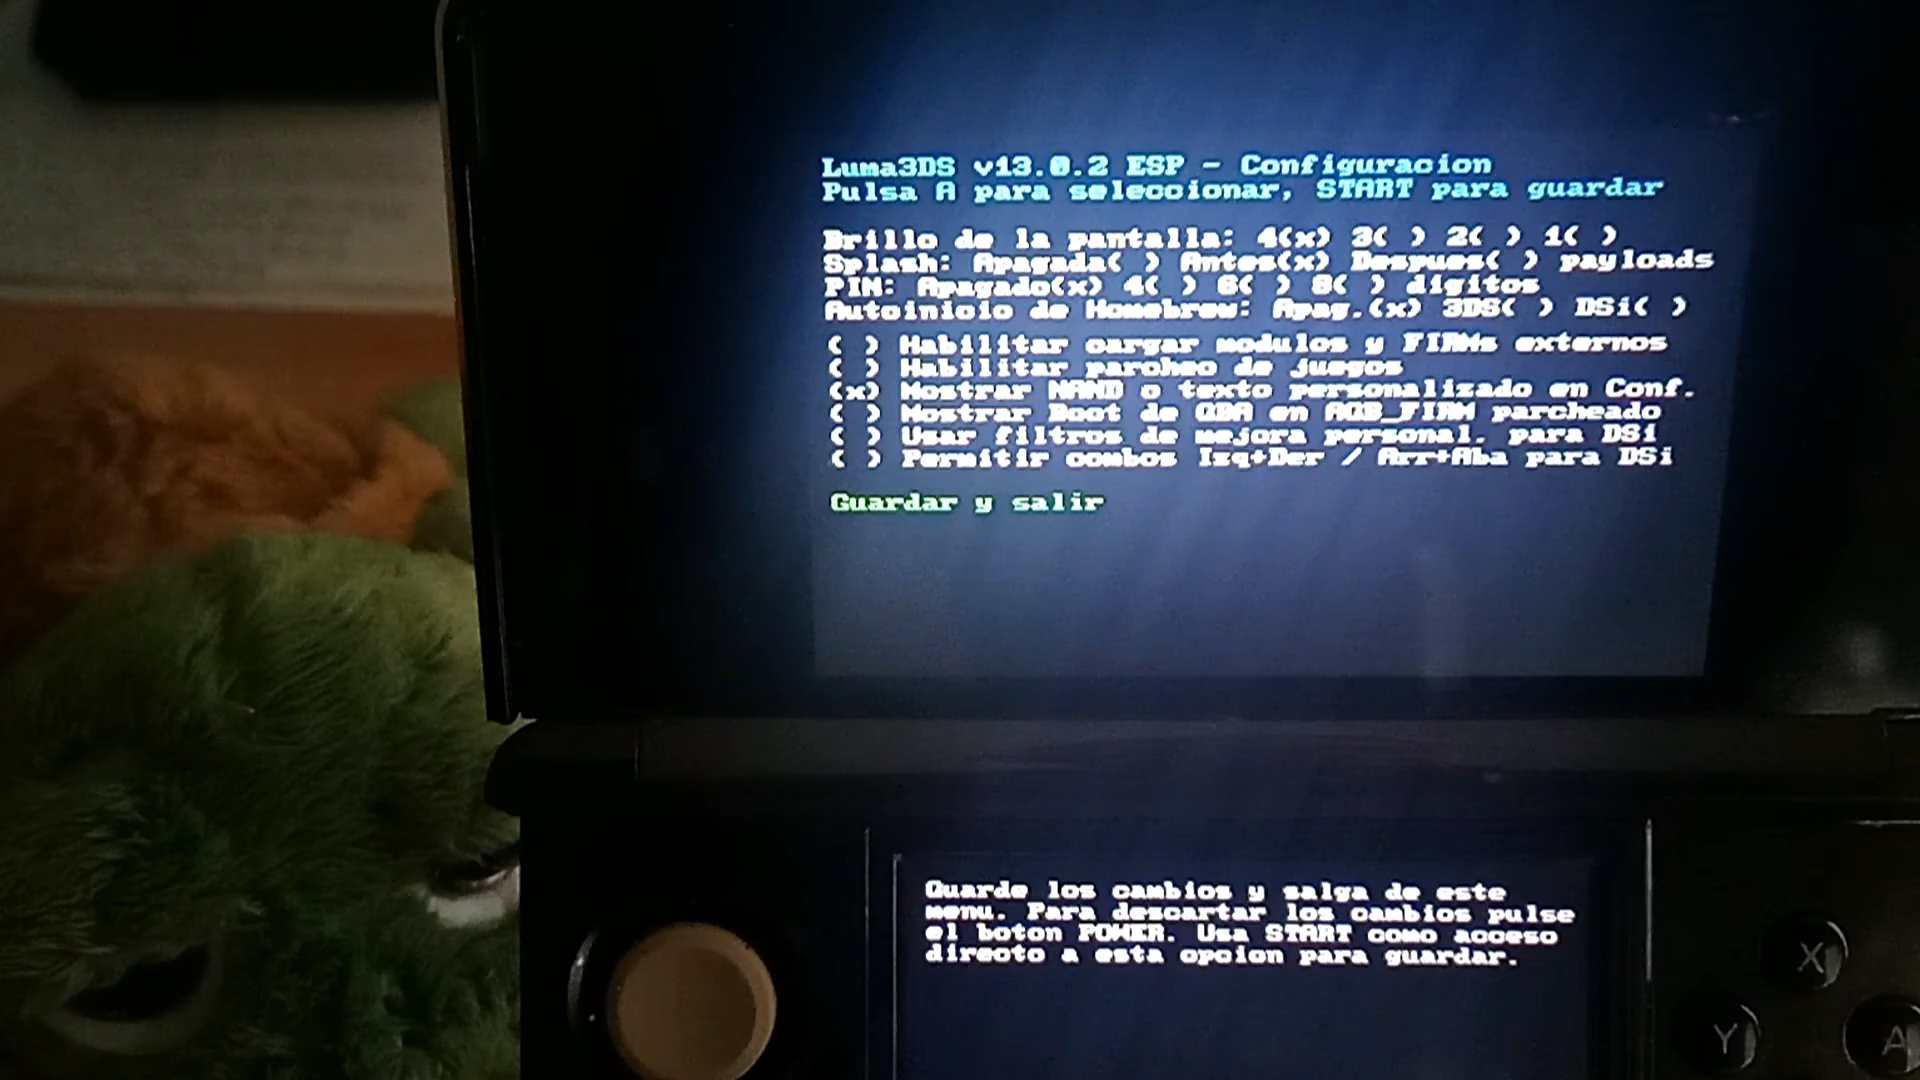 Luma3DS v13.0.2 ESP - Configuracion
Pulsa A para seleccionar, START para guardar
Brillo de la pantalla: 4(x) 3( ) 2( ) 1( )
Splash: Apagada( ) Antes(x) Despues( ) payloads
PIN: Apagado(x) 4( ) 6( ) 8( ) digitos
Autoinicio de Homebrew: Apag.(x) 3DS( ) DSi( )
( ) Habilitar cargar modulos y FIRMs externos
( ) Habilitar parcheo de juegos
(x) Mostrar NAND o texto personalizado en Conf.
( ) Mostrar Boot de GBA en AGB_FIRM parcheado
( ) Usar filtros de mejora personal. para DSi
( ) Permitir combos Izq+Der / Arr+Aba para DSi
Guardar y salir
Guarde los cambios y salga de este
menu. Para descartar los cambios pulse
el boton POWER. Usa START como acceso
directo a esta opcion para guardar.
X
Y
A